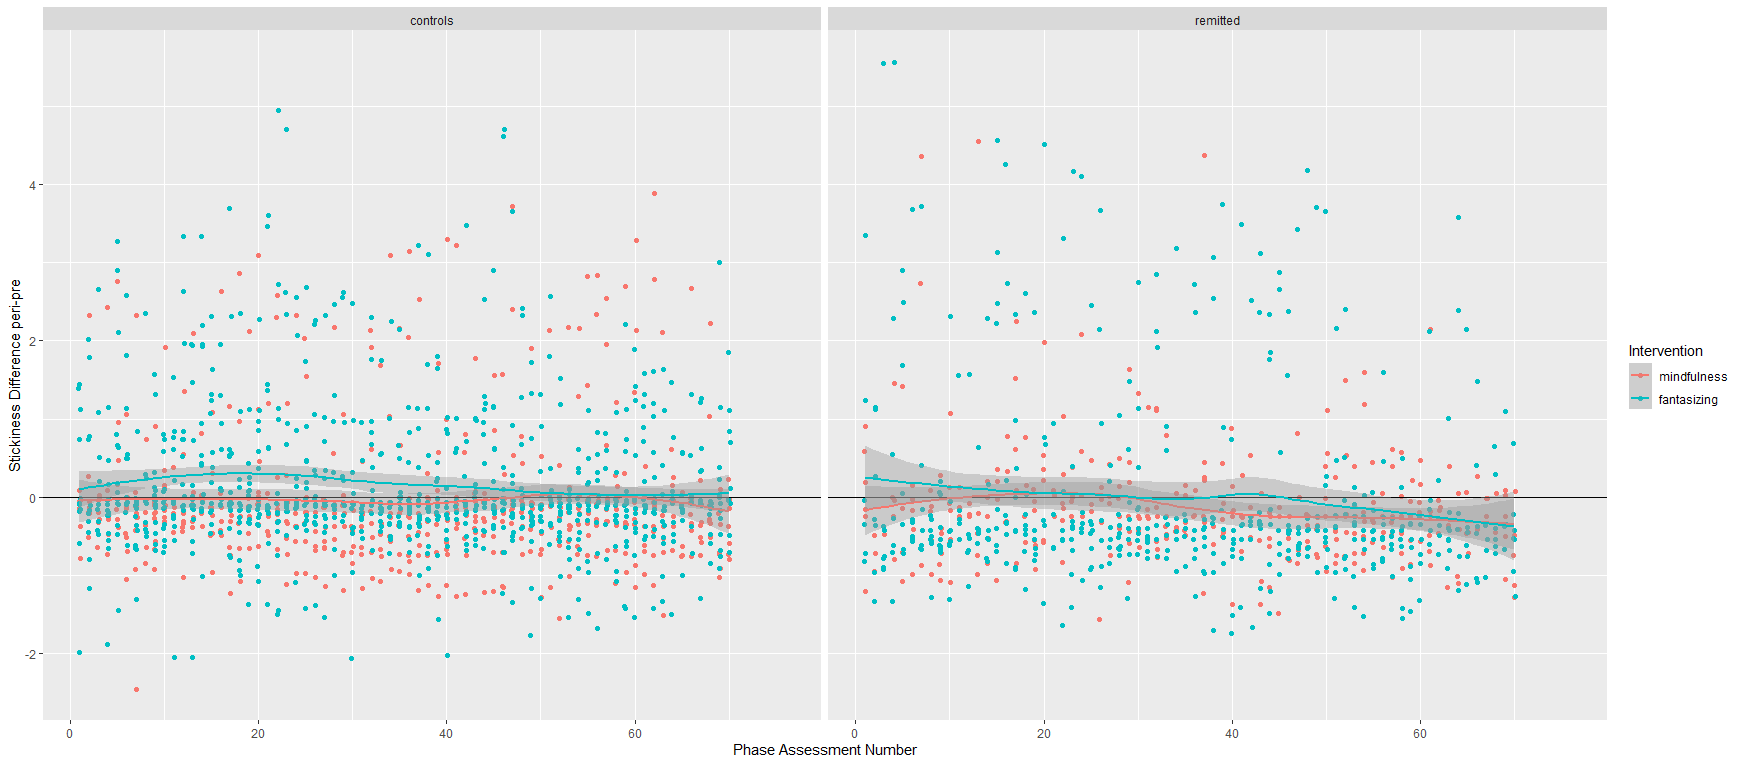 controls
remitted
Stickiness Difference peri-pre
4
2
0
-2
0
20
40
60
0
20
40
60
Phase Assessment Number
Intervention
mindfulness
fantasizing